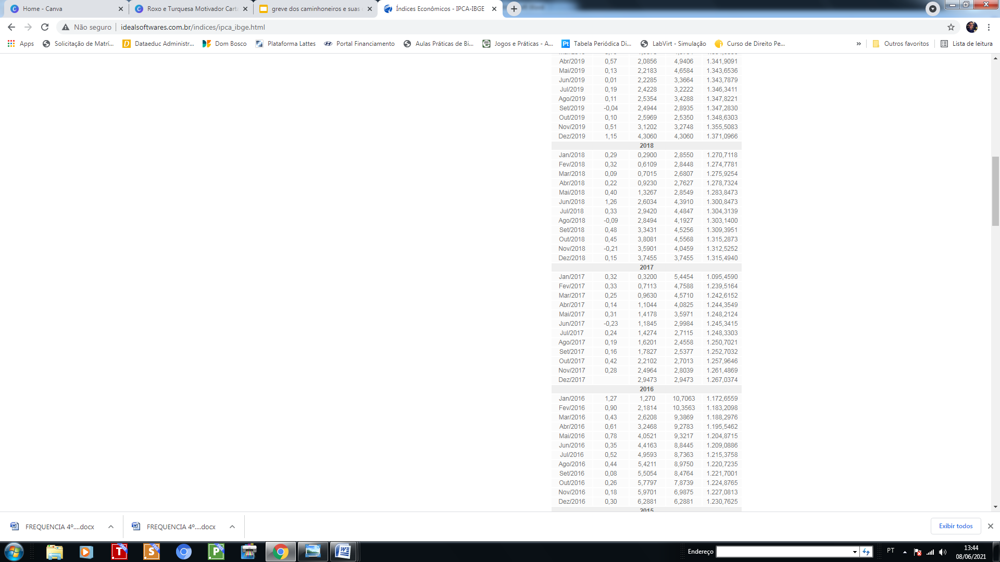 Home - Canva
Roxo e Turquesa Motivador Carta
greve dos caminhoneiros e suas
Índices Econômicos - IPCA-IBGE
Não seguro
idealsoftwares.com.br/indices/ipca_ibge.html
Apps Solicitação de Matrí... Dataeduc Administr... Dom Bosco Plataforma Lattes Portal Financiamento Aulas Práticas de Bi... Jogos e Práticas - A... Tabela Periódica Di... LabVirt - Simulação Curso de Direito Pe... » Outros favoritos Lista de leitura
Abr/2019 0,57 2,0856 4,9406 1.341,9091
Mai/2019 0,13 2,2183 4,6584 1.343,6536
Jun/2019 0,01 2,2285 3,3664 1.343,7879
Jul/2019 0,19 2,4228 3,2222 1.346,3411
Ago/2019 0,11 2,5354 3,4288 1.347,8221
Set/2019 -0,04 2,4944 2,8935 1.347,2830
Out/2019 0,10 2,5969 2,5350 1.348,6303
Nov/2019 0,51 3,1202 3,2748 1.355,5083
Dez/2019 1,15 4,3060 4,3060 1.371,0966
2018
Jan/2018 0,29 0,2900 2,8550 1.270,7118
Fev/2018 0,32 0,6109 2,8448 1.274,7781
Mar/2018 0,09 0,7015 2,6807 1.275,9254
Abr/2018 0,22 0,9230 2,7627 1.278,7324
Mai/2018 0,40 1,3267 2,8549 1.283,8473
Jun/2018 1,26 2,6034 4,3910 1.300,8473
Jul/2018 0,33 2,9420 4,4847 1.304,3139
Ago/2018 -0,09 2,8494 4,1927 1.303,1400
Set/2018 0,48 3,3431 4,5256 1.309,3951
Out/2018 0,45 3,8081 4,5568 1.315,2873
Nov/2018 -0,21 3,5901 4,0459 1.312,5252
Dez/2018 0,15 3,7455 3,7455 1.315,4940
2017
Jan/2017 0,32 0,3200 5,4454 1.095,4590
Fev/2017 0,33 0,7113 4,7588 1.239,5164
Mar/2017 0,25 0,9630 4,5710 1.242,6152
Abr/2017 0,14 1,1044 4,0825 1.244,3549
Mai/2017 0,31 1,4178 3,5971 1.248,2124
Jun/2017 -0,23 1,1845 2,9984 1.245,3415
Jul/2017 0,24 1,4274 2,7115 1.248,3303
Ago/2017 0,19 1,6201 2,4558 1.250,7021
Set/2017 0,16 1,7827 2,5377 1.252,7032
Out/2017 0,42 2,2102 2,7013 1.257,9646
Nov/2017 0,28 2,4964 2,8039 1.261,4869
Dez/2017 2,9473 2,9473 1.267,0374
2016
Jan/2016 1,27 1,270 10,7063 1.172,6559
Fev/2016 0,90 2,1814 10,3563 1.183,2098
Mar/2016 0,43 2,6208 9,3869 1.188,2976
Abr/2016 0,61 3,2468 9,2783 1.195,5462
Mai/2016 0,78 4,0521 9,3217 1.204,8715
Jun/2016 0,35 4,4163 8,8445 1.209,0886
Jul/2016 0,52 4,9593 8,7363 1.215,3758
Ago/2016 0,44 5,4211 8,9750 1.220,7235
Set/2016 0,08 5,5054 8,4764 1.221,7001
Out/2016 0,26 5,7797 7,8739 1.224,8765
Nov/2016 0,18 5,9701 6,9875 1.227,0813
Dez/2016 0,30 6,2881 6,2881 1.230,7625
2015
FREQUENCIA 4º....docx
FREQUENCIA 4º....docx
Exibir todos
Endereço
PT
13:44
08/06/2021